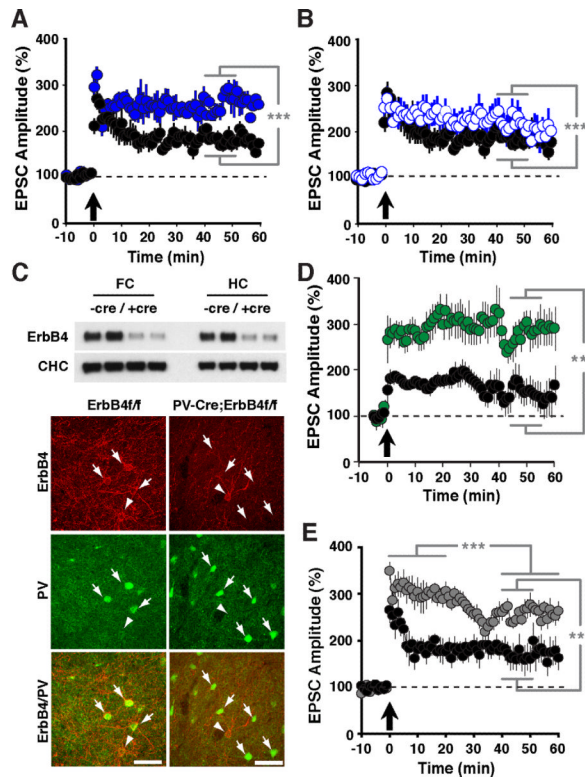 A
EPSC Amplitude (%)
400
300
200
100
***
-10 0 10 20 30 40 50 60
Time (min)
B
EPSC Amplitude (%)
400
300
200
100
***
-10 0 10 20 30 40 50 60
Time (min)
C
FC HC
-cre / +cre -cre / +cre
ErbB4
CHC
ErbB4f/f PV-Cre;ErbB4f/f
ErbB4
PV
ErbB4/PV
D
EPSC Amplitude (%)
400
300
200
100
0
**
-10 0 10 20 30 40 50 60
Time (min)
E
EPSC Amplitude (%)
400
300
200
100
0
***
**
-10 0 10 20 30 40 50 60
Time (min)